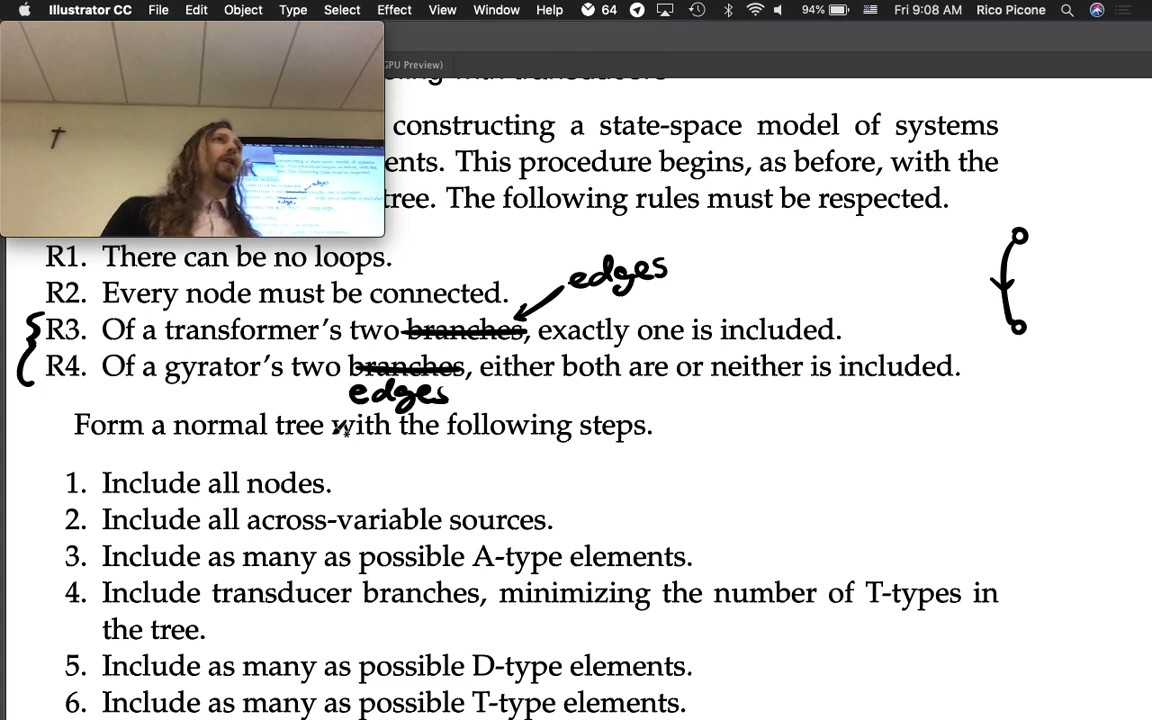 Illustrator CC File Edit Object Type Select Effect View Window Help 64 94% Fri 9:08 AM Rico Picone
GPU Preview)
constructing a state-space model of systems
ents. This procedure begins, as before, with the
tree. The following rules must be respected.
R1. There can be no loops.
edges
R2. Every node must be connected.
R3. Of a transformer's two branches, exactly one is included.
R4. Of a gyrator's two branches, either both are or neither is included.
edges
Form a normal tree with the following steps.
1. Include all nodes.
2. Include all across-variable sources.
3. Include as many as possible A-type elements.
4. Include transducer branches, minimizing the number of T-types in
the tree.
5. Include as many as possible D-type elements.
6. Include as many as possible T-type elements.